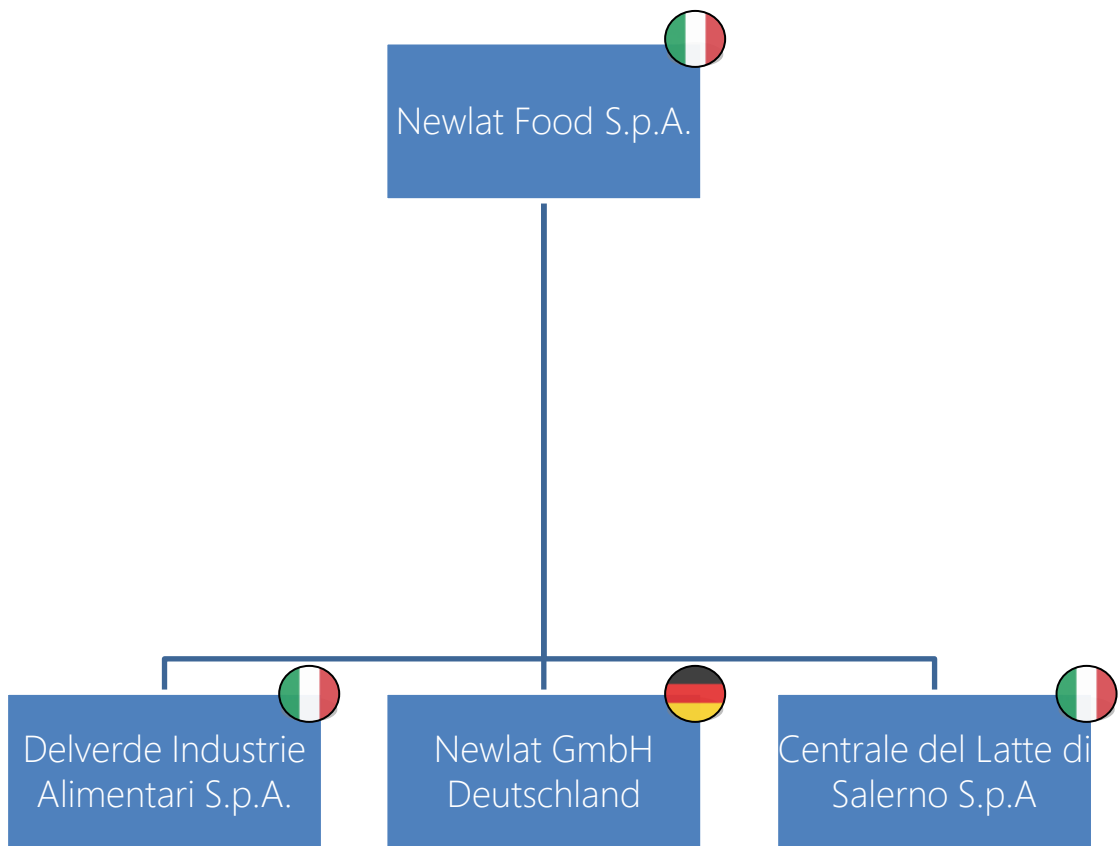 Newlat Food S.p.A.
Delverde Industrie
Alimentari S.p.A.
Newlat GmbH
Deutschland
Centrale del Latte di
Salerno S.p.A